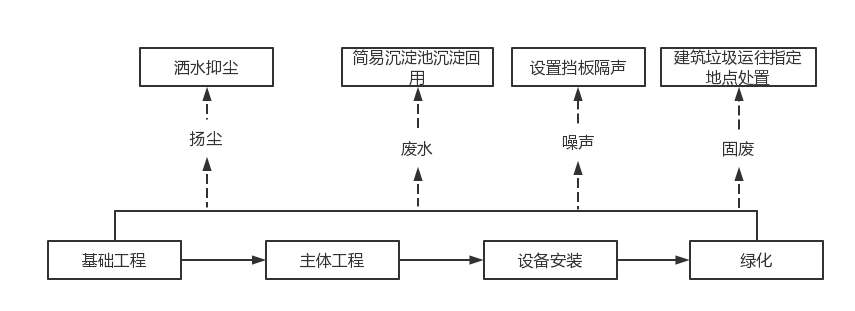 洒水抑尘
简易沉淀池沉淀回
用
设置挡板隔声
建筑垃圾运往指定
地点处置
扬尘
废水
噪声
固废
基础工程
主体工程
设备安装
绿化